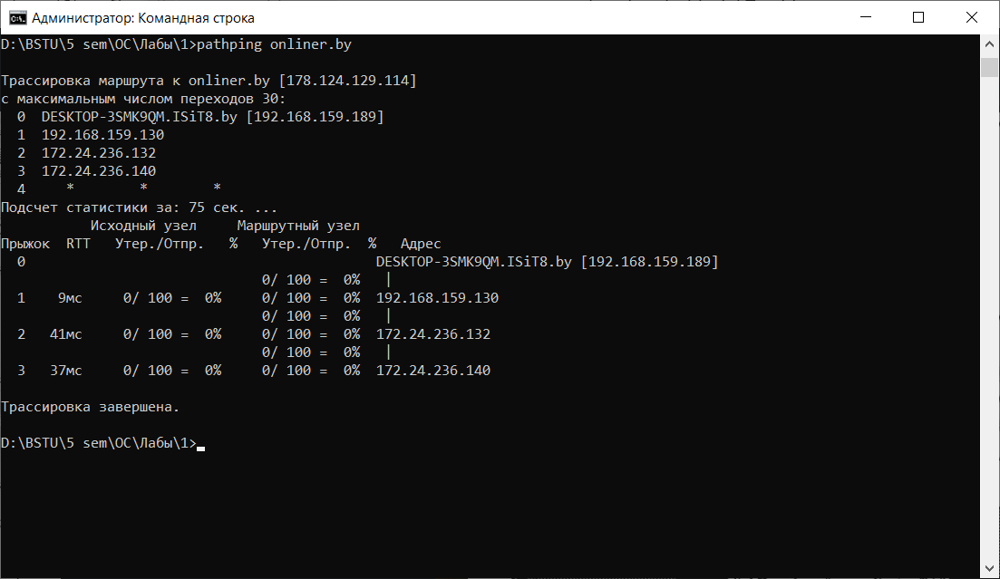 Администратор: Командная строка
D:\BSTU\5 sem\ОС\Лабы\1>pathping onliner.by
Трассировка маршрута к onliner.by [178.124.129.114]
с максимальным числом переходов 30:
  0  DESKTOP-3SMK9QM.ISiT8.by [192.168.159.189]
  1  192.168.159.130
  2  172.24.236.132
  3  172.24.236.140
  4     *        *        *
Подсчет статистики за: 75 сек. ...
           Исходный узел     Маршрутный узел
Прыжок  RTT   Утер./Отпр.   %   Утер./Отпр.  %   Адрес
  0                                           DESKTOP-3SMK9QM.ISiT8.by [192.168.159.189]
                                0/ 100 =  0%   |
  1    9мс     0/ 100 =  0%     0/ 100 =  0%  192.168.159.130
                                0/ 100 =  0%   |
  2   41мс     0/ 100 =  0%     0/ 100 =  0%  172.24.236.132
                                0/ 100 =  0%   |
  3   37мс     0/ 100 =  0%     0/ 100 =  0%  172.24.236.140
Трассировка завершена.
D:\BSTU\5 sem\ОС\Лабы\1>